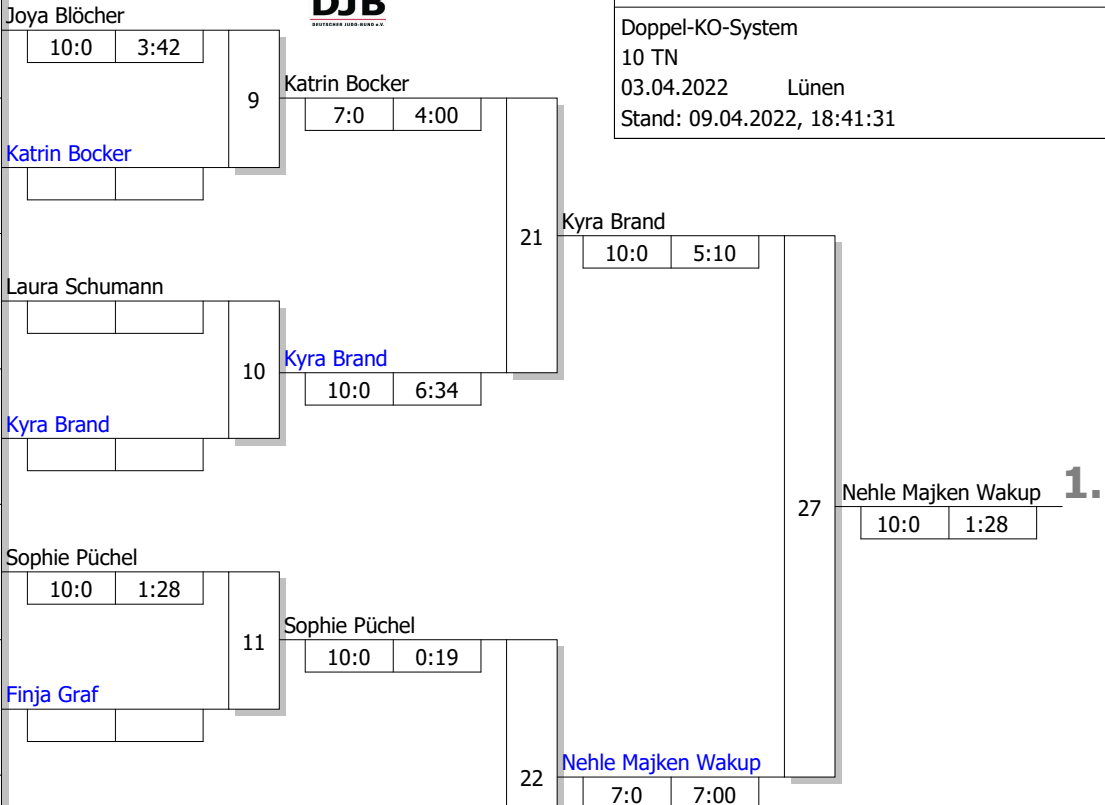 DJB
DEUTSCHER JUDO-BUND e.V.
Doppel-KO-System
10 TN
03.04.2022 Lünen
Stand: 09.04.2022, 18:41:31
Joya Blöcher
10:0 3:42
9
Katrin Bocker
Katrin Bocker
7:0 4:00
21
Kyra Brand
10:0 5:10
Laura Schumann
10
Kyra Brand
Kyra Brand
10:0 6:34
27
Nehle Majken Wakup 1.
10:0 1:28
Sophie Püchel
10:0 1:28
11
Finja Graf
Sophie Püchel
10:0 0:19
22
Nehle Majken Wakup
7:0 7:00